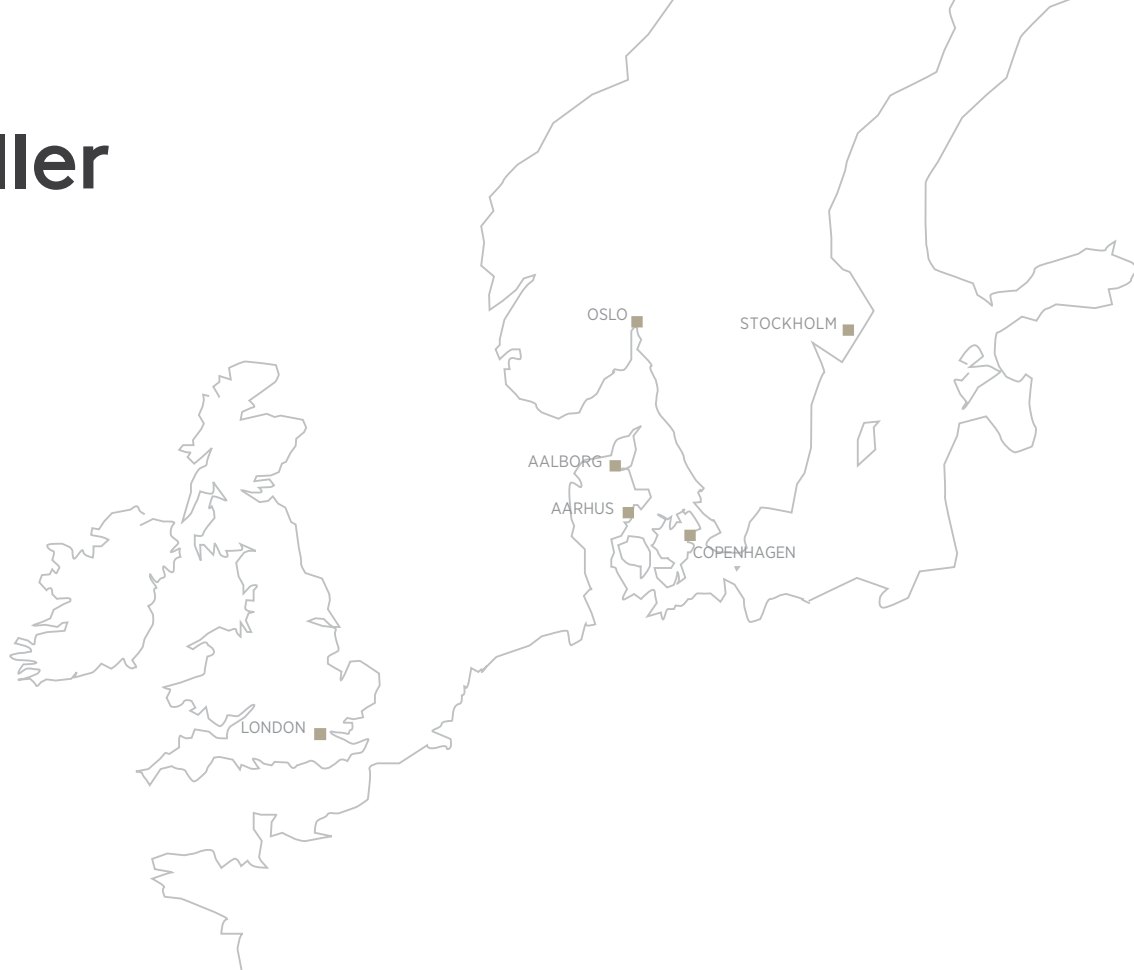 ller
OSLO
STOCKHOLM
AALBORG
AARHUS
COPENHAGEN
LONDON